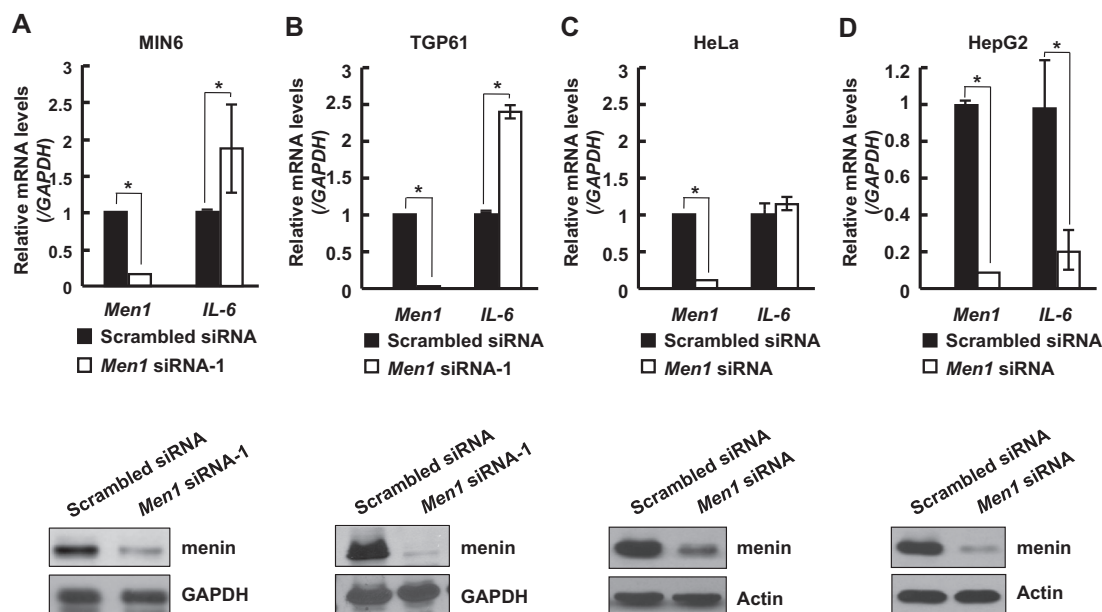 A
MIN6
Relative mRNA levels
(/GAPDH)
3
2.5
2
1.5
1
0.5
0
*
*
Men1
IL-6
Scrambled siRNA
Men1 siRNA-1
Scrambled siRNA
Men1 siRNA-1
menin
GAPDH
B
TGP61
Relative mRNA levels
(/GAPDH)
3
2.5
2
1.5
1
0.5
0
*
*
Men1
IL-6
Scrambled siRNA
Men1 siRNA-1
Scrambled siRNA
Men1 siRNA-1
menin
GAPDH
C
HeLa
Relative mRNA levels
(/GAPDH)
3
2.5
2
1.5
1
0.5
0
*
Men1
IL-6
Scrambled siRNA
Men1 siRNA
Scrambled siRNA
Men1 siRNA
menin
Actin
D
HepG2
Relative mRNA levels
(/GAPDH)
1.2
1
0.8
0.6
0.4
0.2
0
*
*
Men1
IL-6
Scrambled siRNA
Men1 siRNA
Scrambled siRNA
Men1 siRNA
menin
Actin